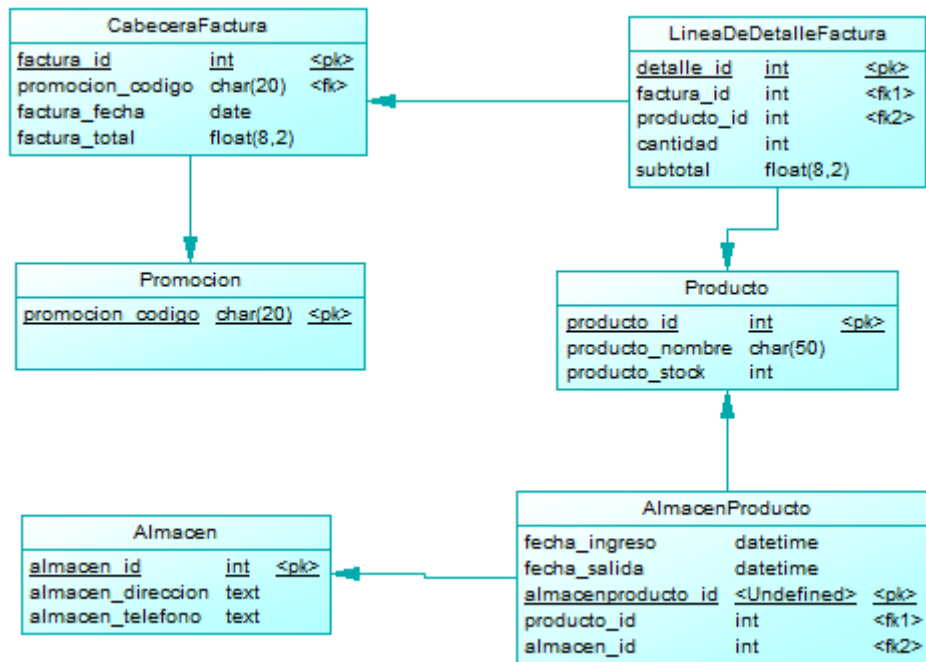 CabeceraFactura
factura_id int <pk>
promocion_codigo char(20) <fk>
factura_fecha date
factura_total float(8,2)
LineaDeDetalleFactura
detalle_id int <pk>
factura_id int <fk1>
producto_id int <fk2>
cantidad int
subtotal float(8,2)
Promocion
promocion_codigo char(20) <pk>
Producto
producto_id int <pk>
producto_nombre char(50)
producto_stock int
Almacen
almacen_id int <pk>
almacen_direccion text
almacen_telefono text
AlmacenProducto
fecha_ingreso datetime
fecha_salida datetime
almacenproducto_id <Undefined> <pk>
producto_id int <fk1>
almacen_id int <fk2>